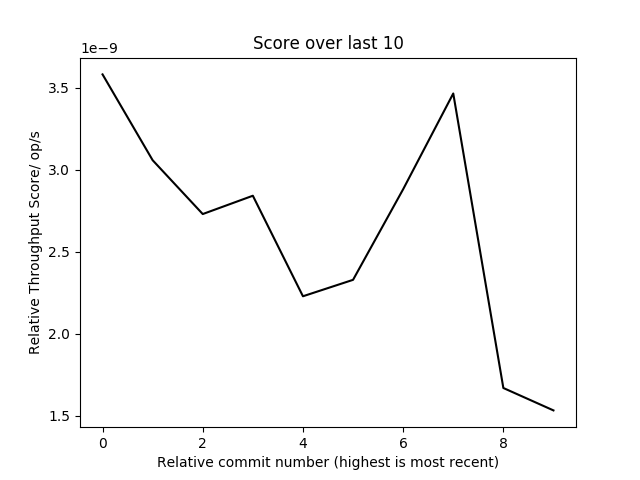 Score over last 10
1e−9
3.5
3.0
2.5
2.0
1.5
Relative Throughput Score/ op/s
0 2 4 6 8
Relative commit number (highest is most recent)